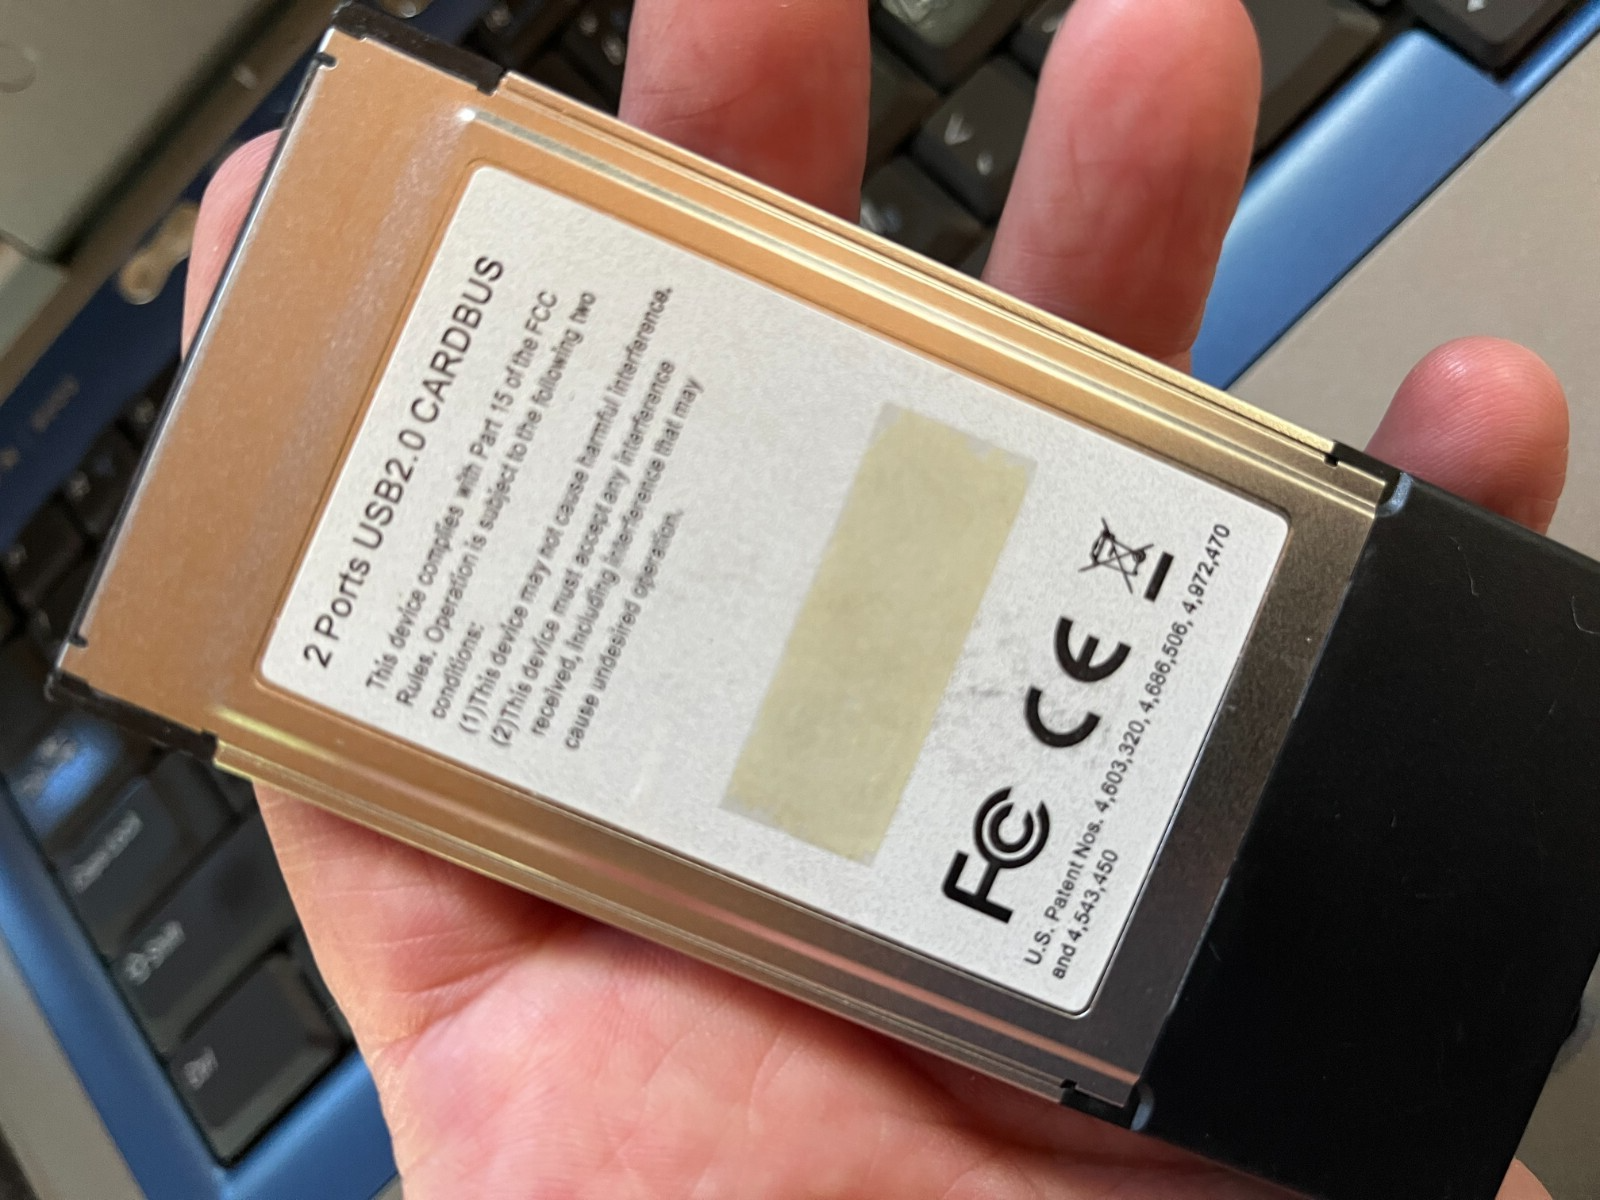 2 Ports USB2.0 CARDBUS
This device complies with Part 15 of the FCC
Rules. Operation is subject to the following two
conditions:
(1)This device may not cause harmful interference.
(2)This device must accept any interference
received, including interference that may
cause undesired operation.
FC CE
U.S. Patent Nos. 4,603,320, 4,686,506, 4,972,470
and 4,543,450
Shift
Ctrl